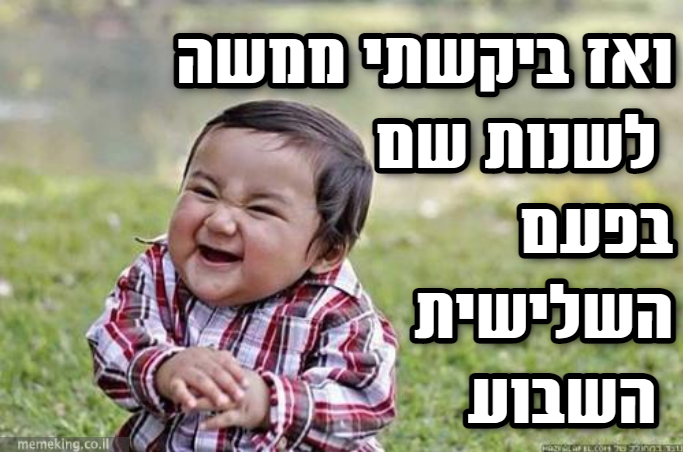 ואז ביקשתי ממשה
לשנות שם
בפעם
השלישית
השבוע
memeking.co.il